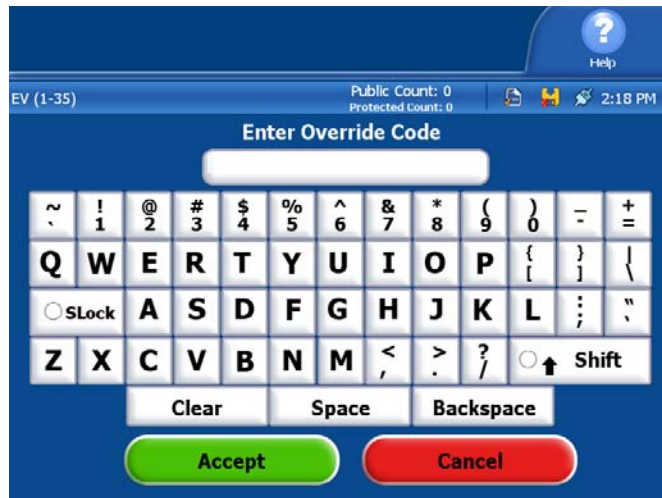 ?
Help
EV (1-35) Public Count: 0 2:18 PM
Protected Count: 0
Enter Override Code
~ ! @ # $ % ^ & * ( ) _ +
` 1 2 3 4 5 6 7 8 9 0 - =
Q W E R T Y U I O P { } |
[ ] \
SLock A S D F G H J K L : "
; '
Z X C V B N M < > ? Shift
, . /
Clear Space Backspace
Accept Cancel